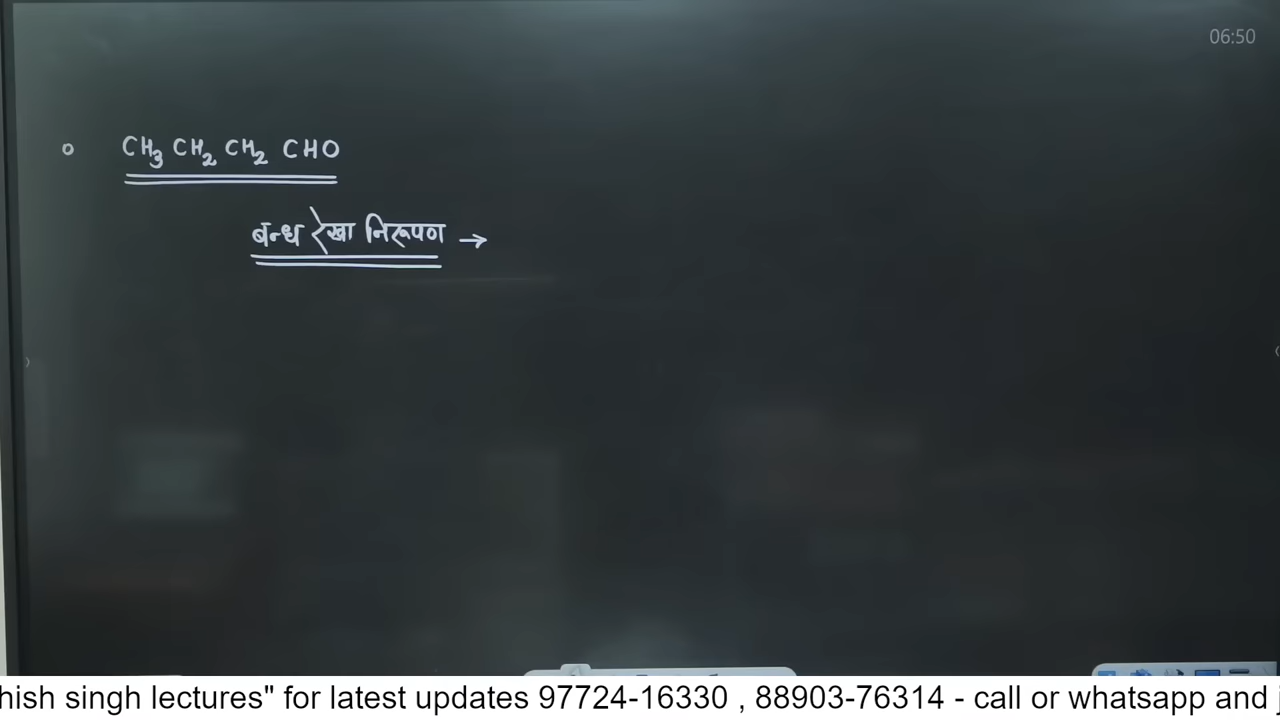 06:50
० CH₃ CH₂ CH₂ CHO
बन्ध रेखा निरूपण →
hish singh lectures" for latest updates 97724-16330 , 88903-76314 - call or whatsapp and j